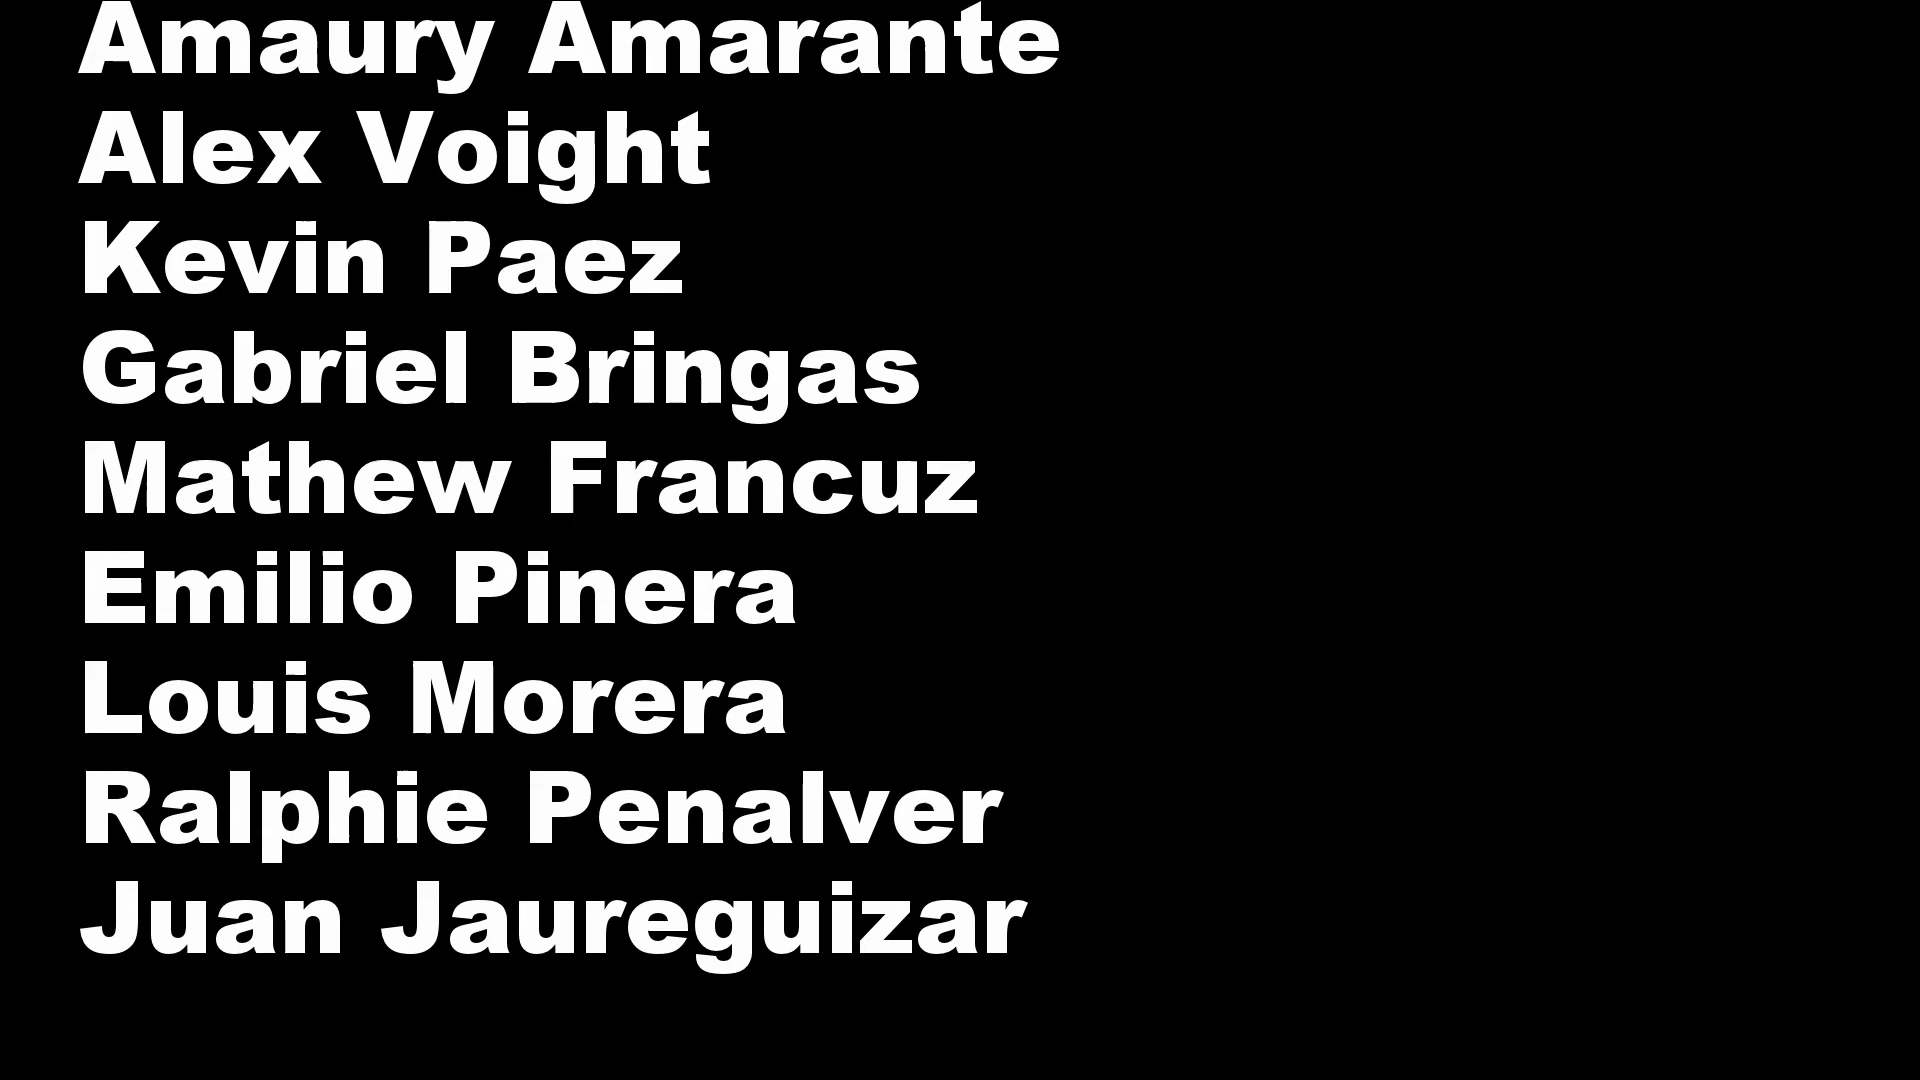 Amaury Amarante
Alex Voight
Kevin Paez
Gabriel Bringas
Mathew Francuz
Emilio Pinera
Louis Morera
Ralphie Penalver
Juan Jaureguizar